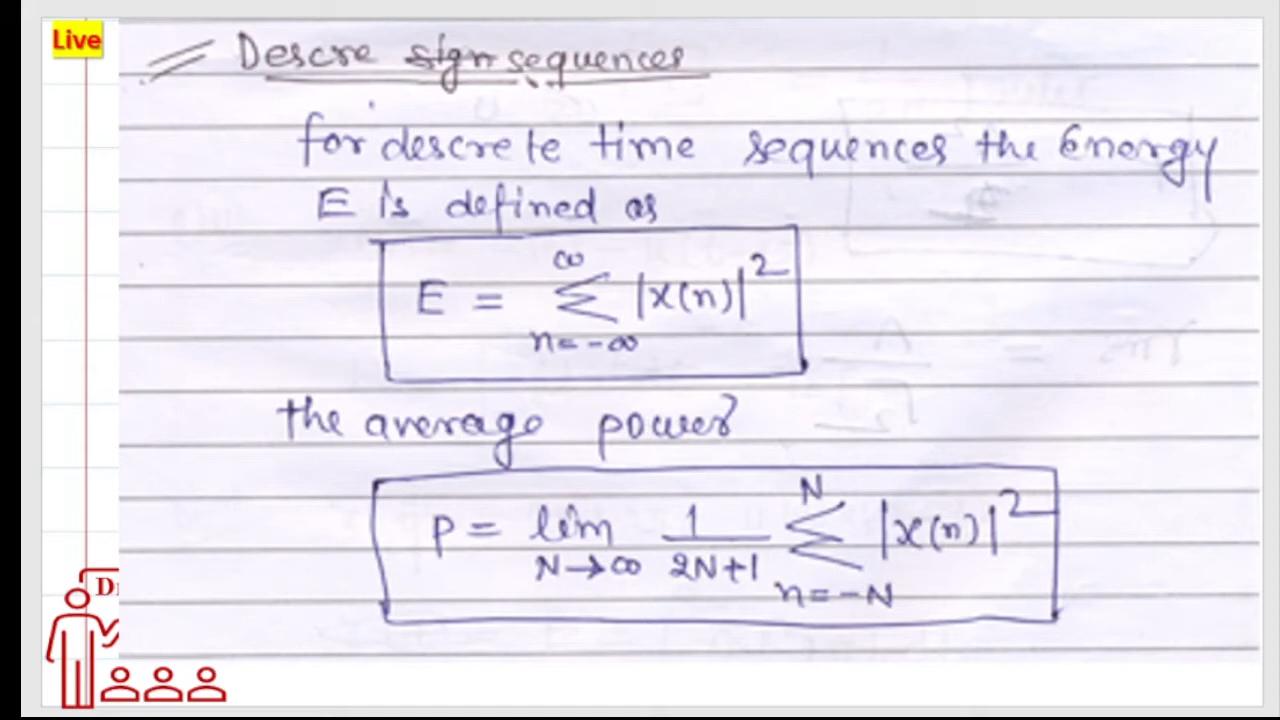 Live
Descre sign sequences
for descrete time sequences the Energy
E is defined as
E = ∞ Σ n=-∞ |x(n)|²
the average power
P = lim N→∞ 1/2N+1 N Σ n=-N |x(n)|²